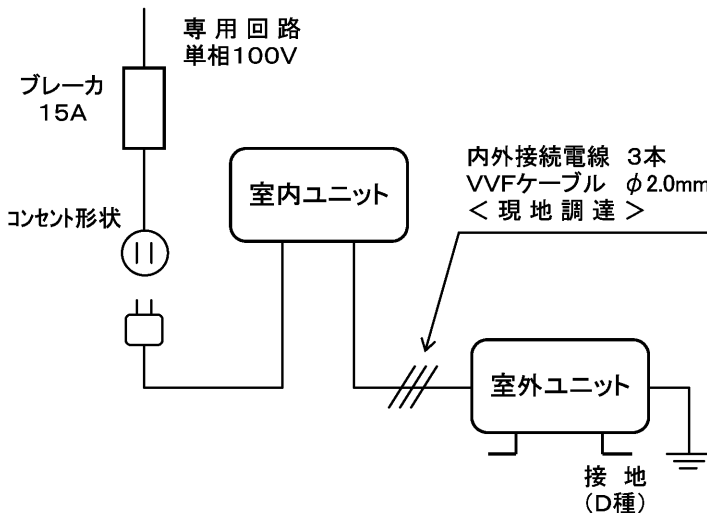 専用回路
単相100V
ブレーカ
15A
コンセント形状
室内ユニット
内外接続電線 3本
VVFケーブル φ2.0mm
＜現地調達＞
室外ユニット
接地
（D種）